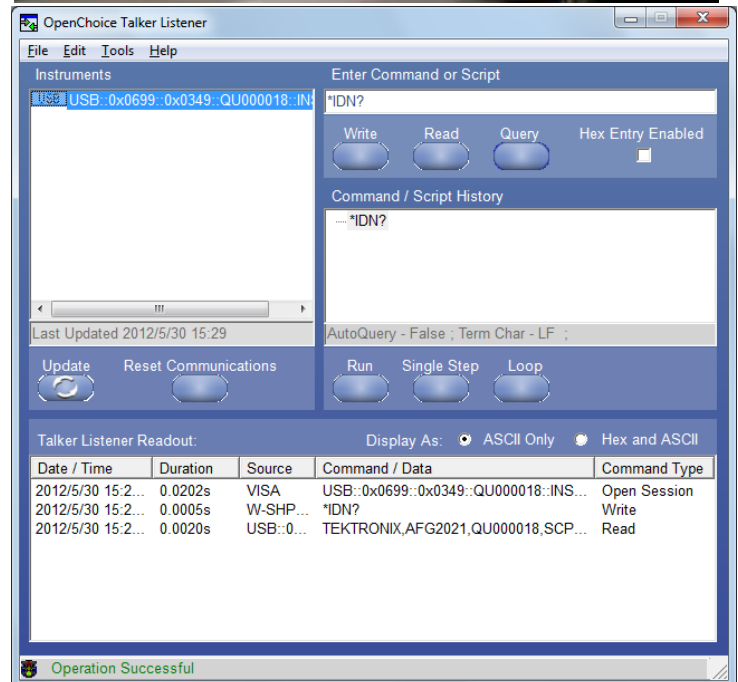 OpenChoice Talker Listener
File Edit Tools Help
Instruments
USB USB::0x0699::0x0349::QU000018::INS
Last Updated 2012/5/30 15:29
Update Reset Communications
Enter Command or Script
*IDN?
Write Read Query Hex Entry Enabled
Command / Script History
*IDN?
AutoQuery - False ; Term Char - LF ;
Run Single Step Loop
Talker Listener Readout: Display As: ASCII Only Hex and ASCII
Date / Time Duration Source Command / Data Command Type
2012/5/30 15:2... 0.0202s VISA USB::0x0699::0x0349::QU000018::INS... Open Session
2012/5/30 15:2... 0.0005s W-SHP... *IDN? Write
2012/5/30 15:2... 0.0020s USB::0... TEKTRONIX,AFG2021,QU000018,SCP... Read
Operation Successful